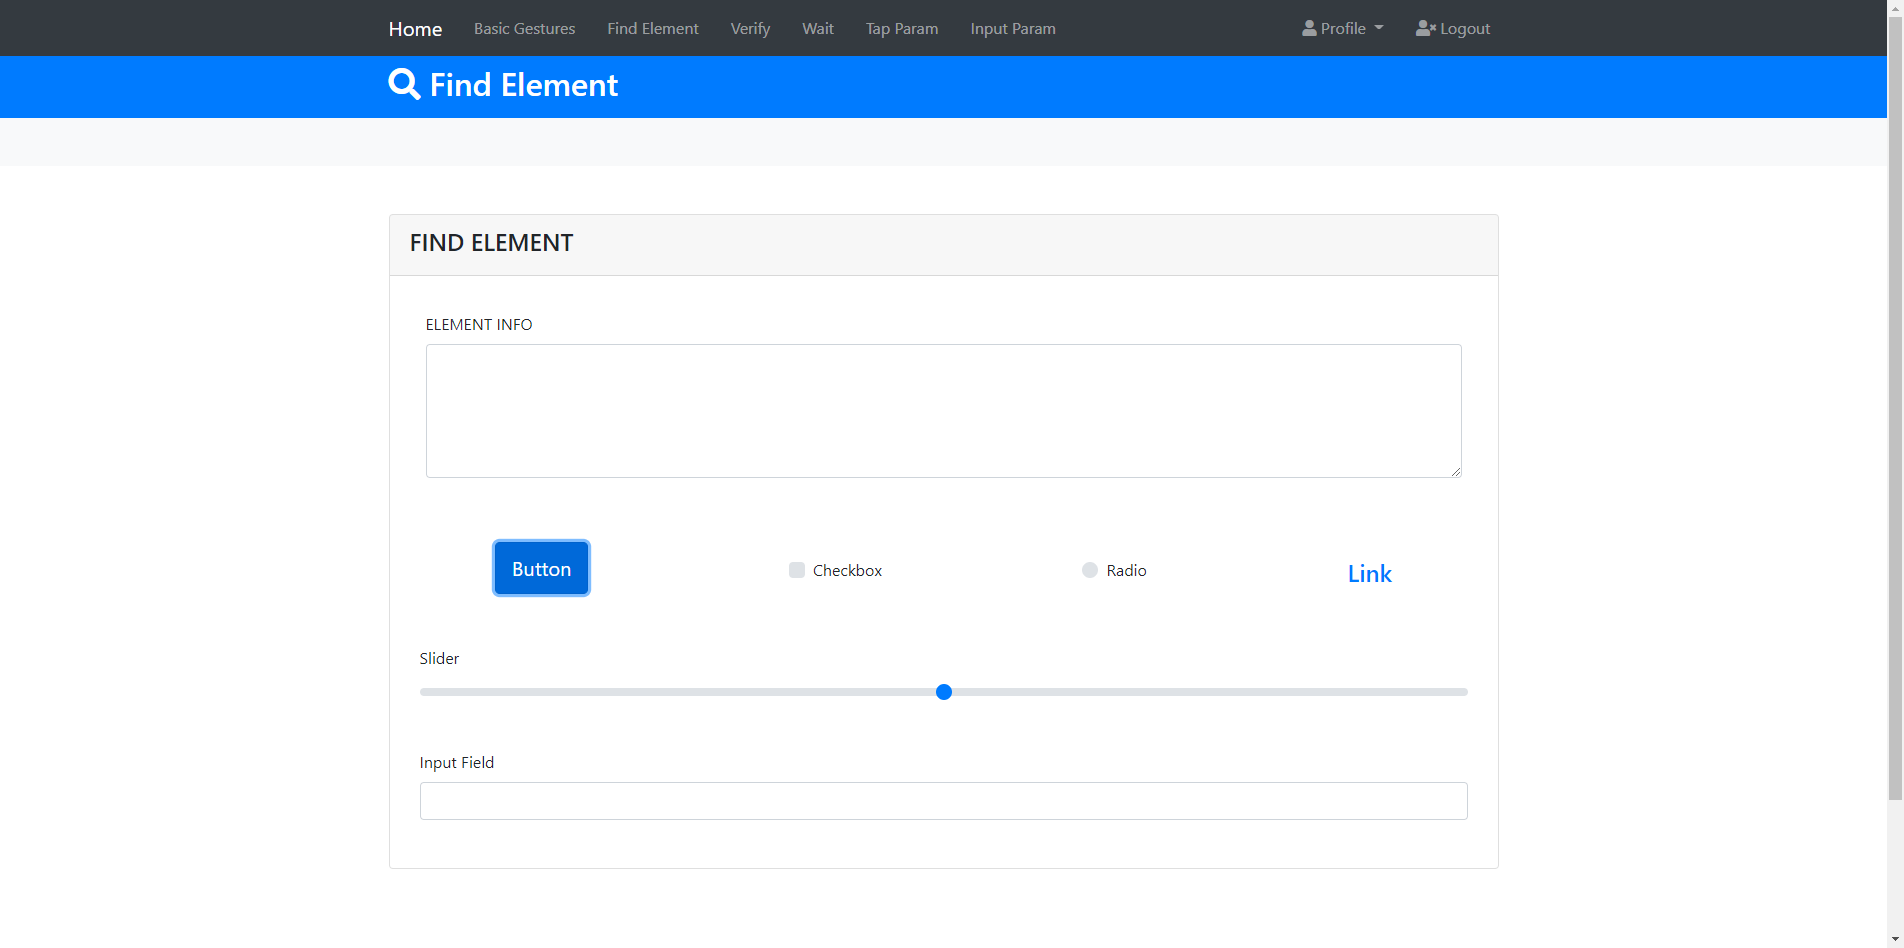 Home Basic Gestures Find Element Verify Wait Tap Param Input Param Profile Logout
Find Element
FIND ELEMENT
ELEMENT INFO
Button Checkbox Radio Link
Slider
Input Field